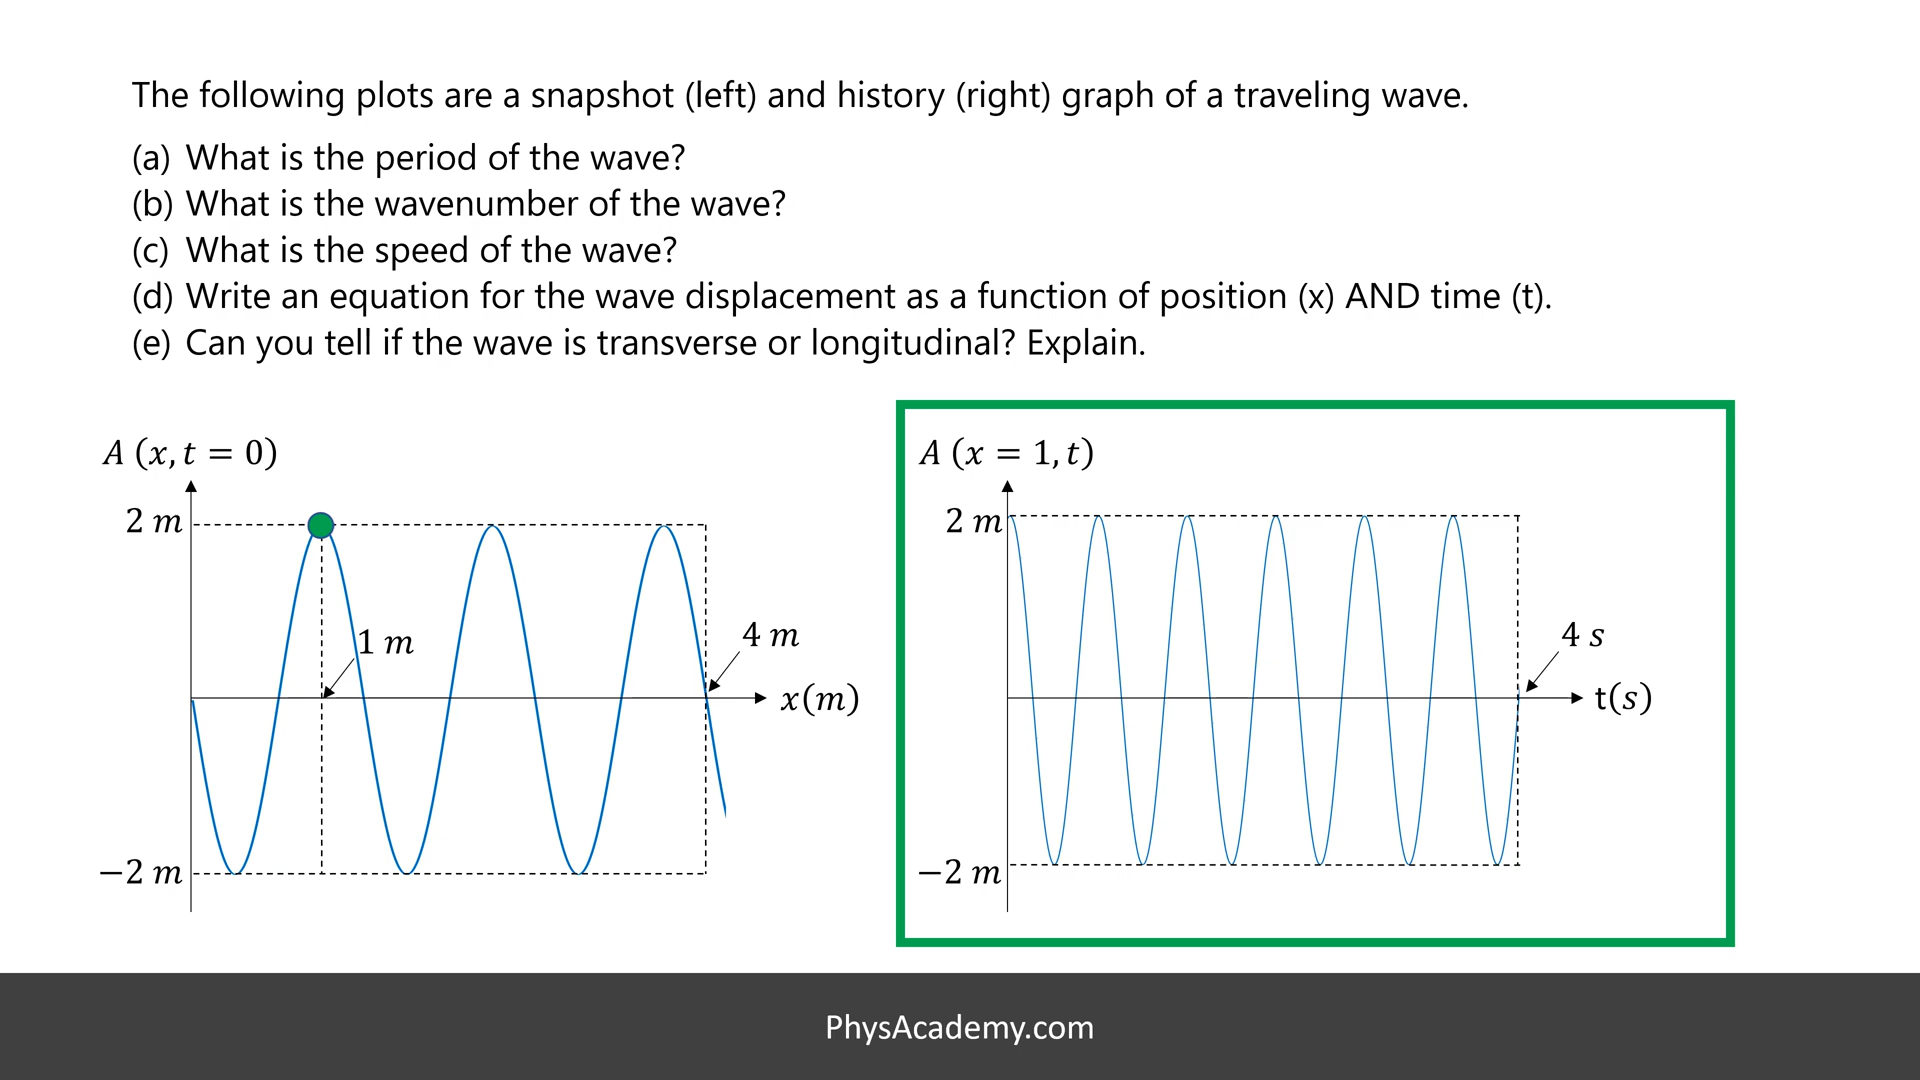 The following plots are a snapshot (left) and history (right) graph of a traveling wave.
(a) What is the period of the wave?
(b) What is the wavenumber of the wave?
(c) What is the speed of the wave?
(d) Write an equation for the wave displacement as a function of position (x) AND time (t).
(e) Can you tell if the wave is transverse or longitudinal? Explain.
A (x, t = 0)
2 m
1 m
4 m
x(m)
−2 m
A (x = 1, t)
2 m
4 s
t(s)
−2 m
PhysAcademy.com